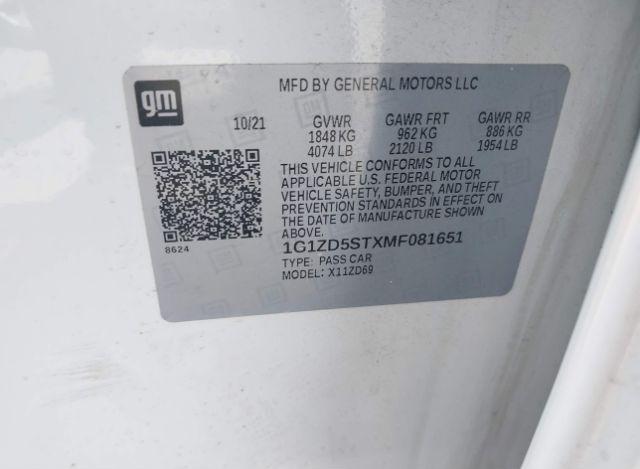 gm
MFD BY GENERAL MOTORS LLC
10/21 GVWR GAWR FRT GAWR RR
1848 KG 962 KG 886 KG
4074 LB 2120 LB 1954 LB
THIS VEHICLE CONFORMS TO ALL
APPLICABLE U.S. FEDERAL MOTOR
VEHICLE SAFETY, BUMPER, AND THEFT
PREVENTION STANDARDS IN EFFECT ON
THE DATE OF MANUFACTURE SHOWN
ABOVE.
8624
1G1ZD5STXMF081651
TYPE: PASS CAR
MODEL: X11ZD69